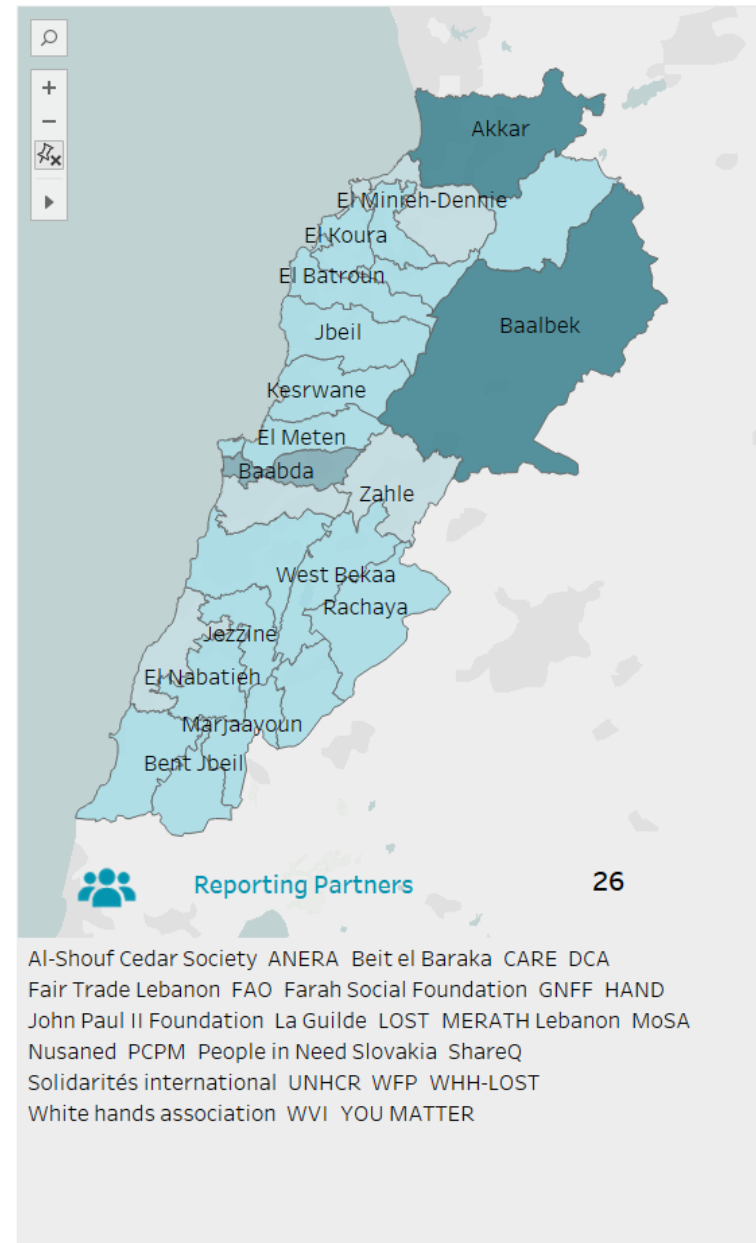 Akkar
El Minieh-Dennie
El Koura
El Batroun
Baalbek
Jbeil
Kesrwane
El Meten
Baabda
Zahle
West Bekaa
Rachaya
Jezzine
El Nabatieh
Marjaayoun
Bent Jbeil
Reporting Partners 26
Al-Shouf Cedar Society ANERA Beit el Baraka CARE DCA
Fair Trade Lebanon FAO Farah Social Foundation GNFF HAND
John Paul II Foundation La Guilde LOST MERATH Lebanon MoSA
Nusaned PCPM People in Need Slovakia ShareQ
Solidarités international UNHCR WFP WHH-LOST
White hands association WVI YOU MATTER